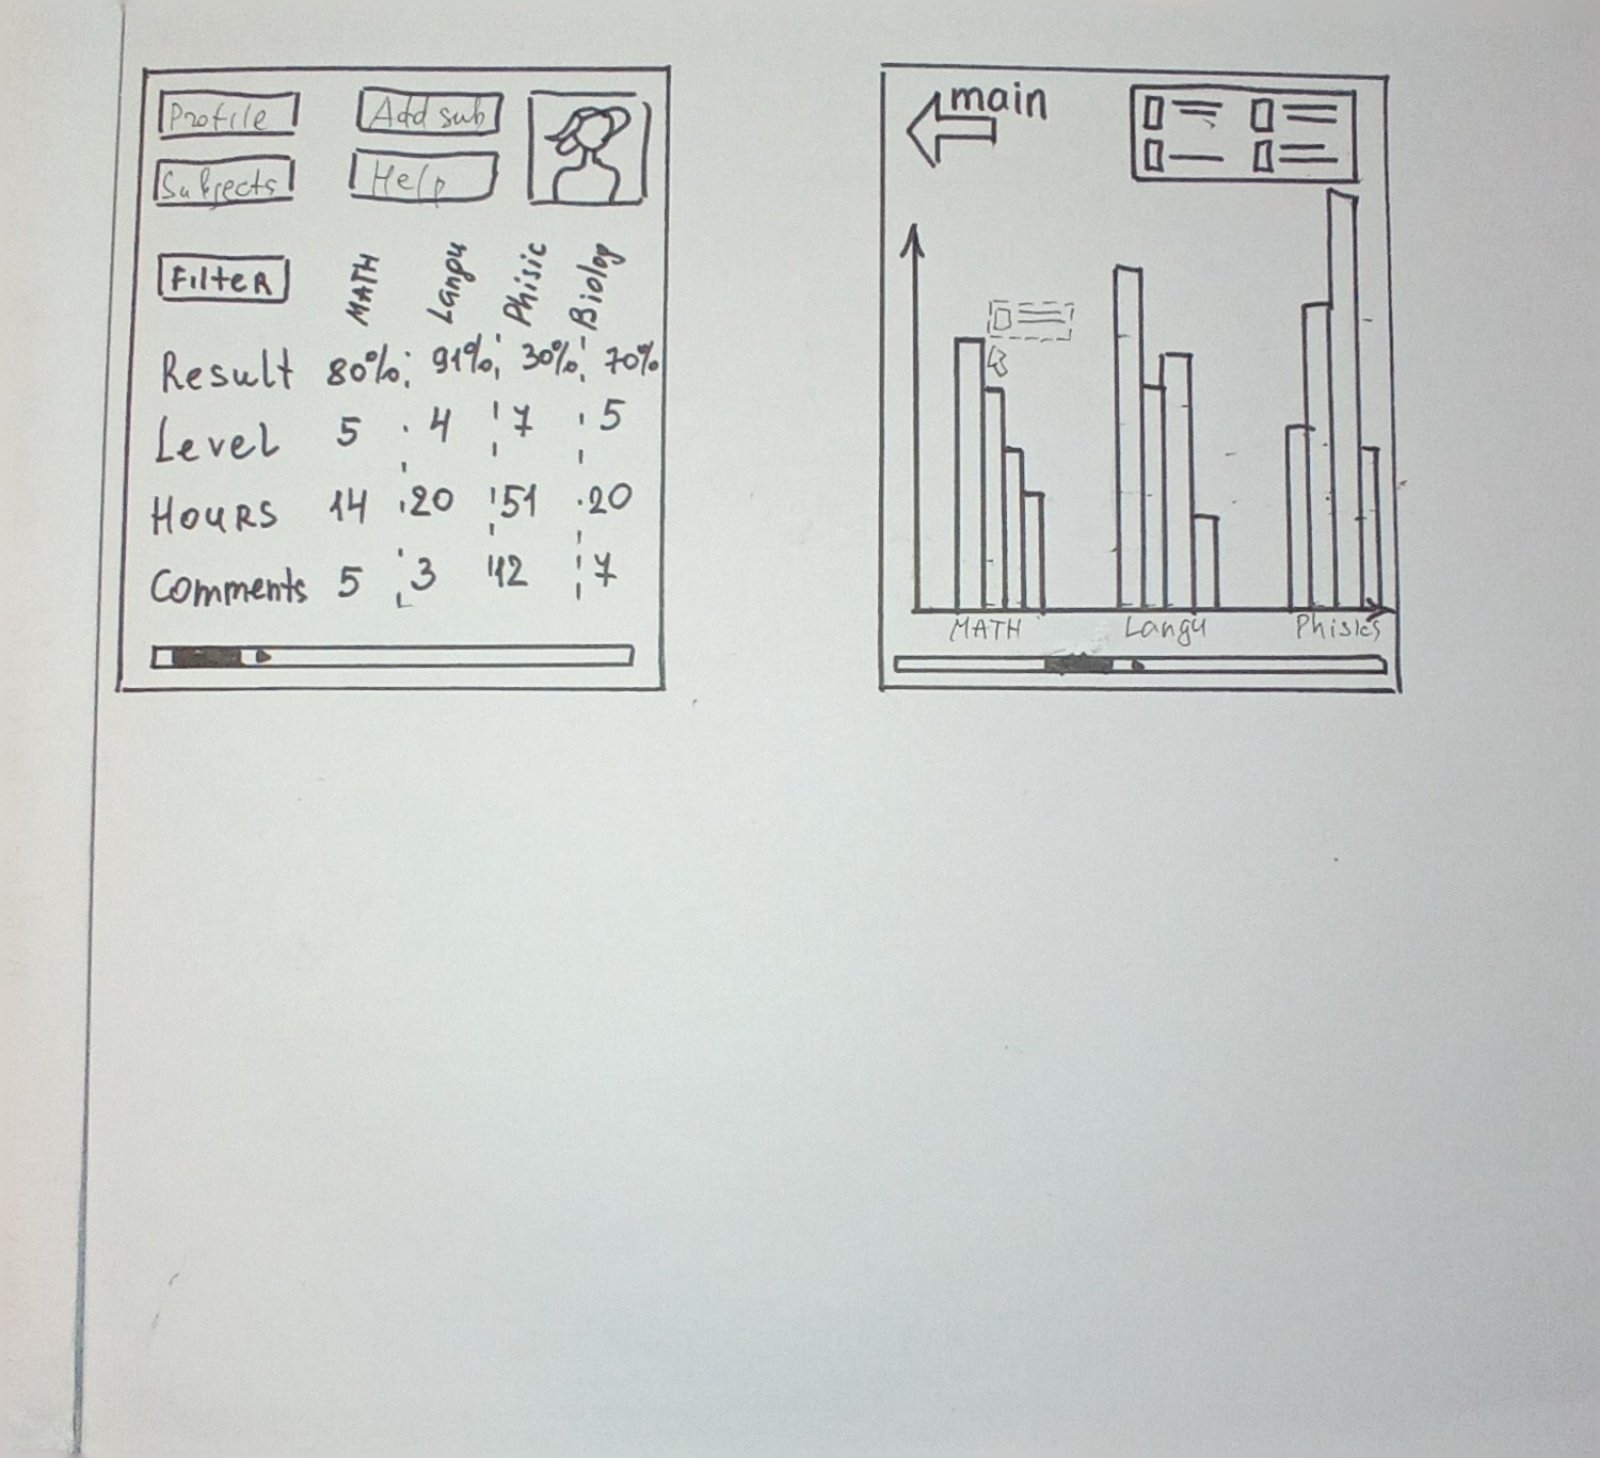 Profile Add sub
Subjects Help
Filter MATH Langu Phisic Biolog
Result 80% 91% 30% 70%
Level 5 4 7 5
Hours 14 20 51 20
Comments 5 3 12 7
main
MATH Langu Phisics